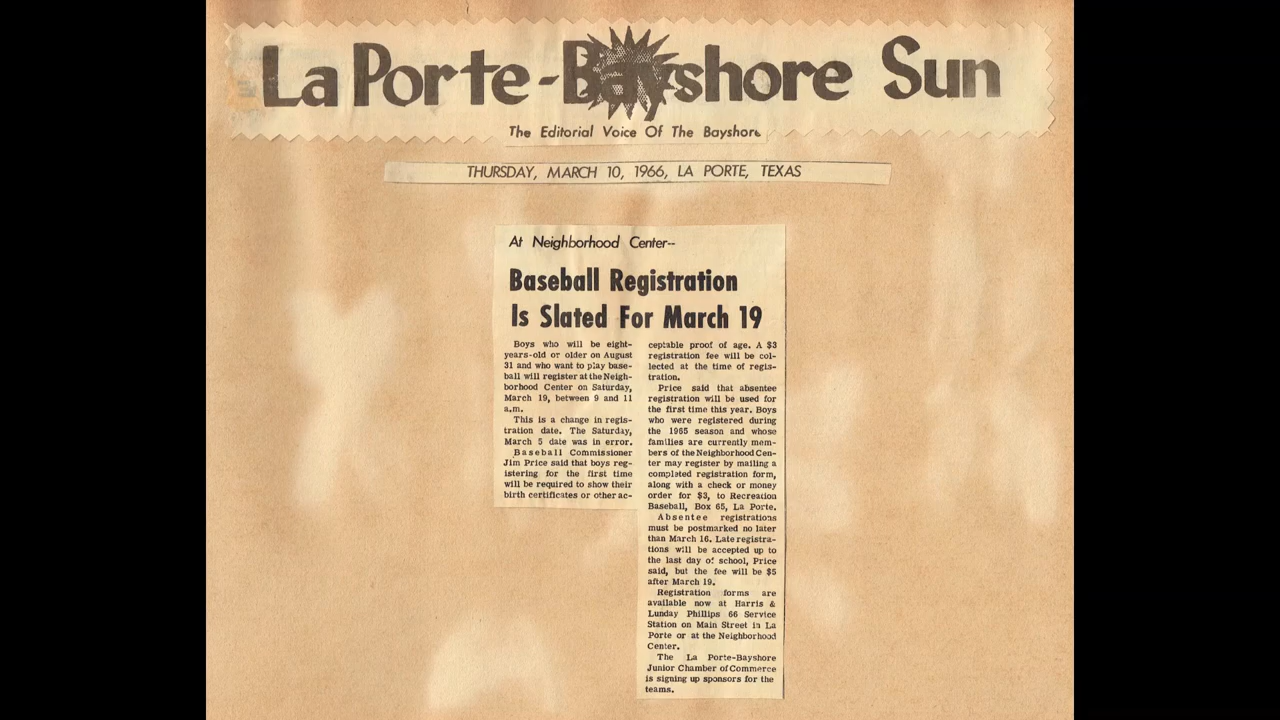 La Porte-Bayshore Sun
The Editorial Voice Of The Bayshore
THURSDAY, MARCH 10, 1966, LA PORTE, TEXAS
At Neighborhood Center--
Baseball Registration
Is Slated For March 19
Boys who will be eight-
years-old or older on August
31 and who want to play base-
ball will register at the Neigh-
borhood Center on Saturday,
March 19, between 9 and 11
a.m.
This is a change in regis-
tration date. The Saturday,
March 5 date was in error.
Baseball Commissioner
Jim Price said that boys reg-
istering for the first time
will be required to show their
birth certificates or other ac-
ceptable proof of age. A $3
registration fee will be col-
lected at the time of regis-
tration.
Price said that absentee
registration will be used for
the first time this year. Boys
who were registered during
the 1965 season and whose
families are currently mem-
bers of the Neighborhood Cen-
ter may register by mailing a
completed registration form,
along with a check or money
order for $3, to Recreation
Baseball, Box 65, La Porte.
Absentee registrations
must be postmarked no later
than March 16. Late registra-
tions will be accepted up to
the last day of school, Price
said, but the fee will be $5
after March 19.
Registration forms are
available now at Harris &
Lunday Phillips 66 Service
Station on Main Street in La
Porte or at the Neighborhood
Center.
The La Porte-Bayshore
Junior Chamber of Commerce
is signing up sponsors for the
teams.